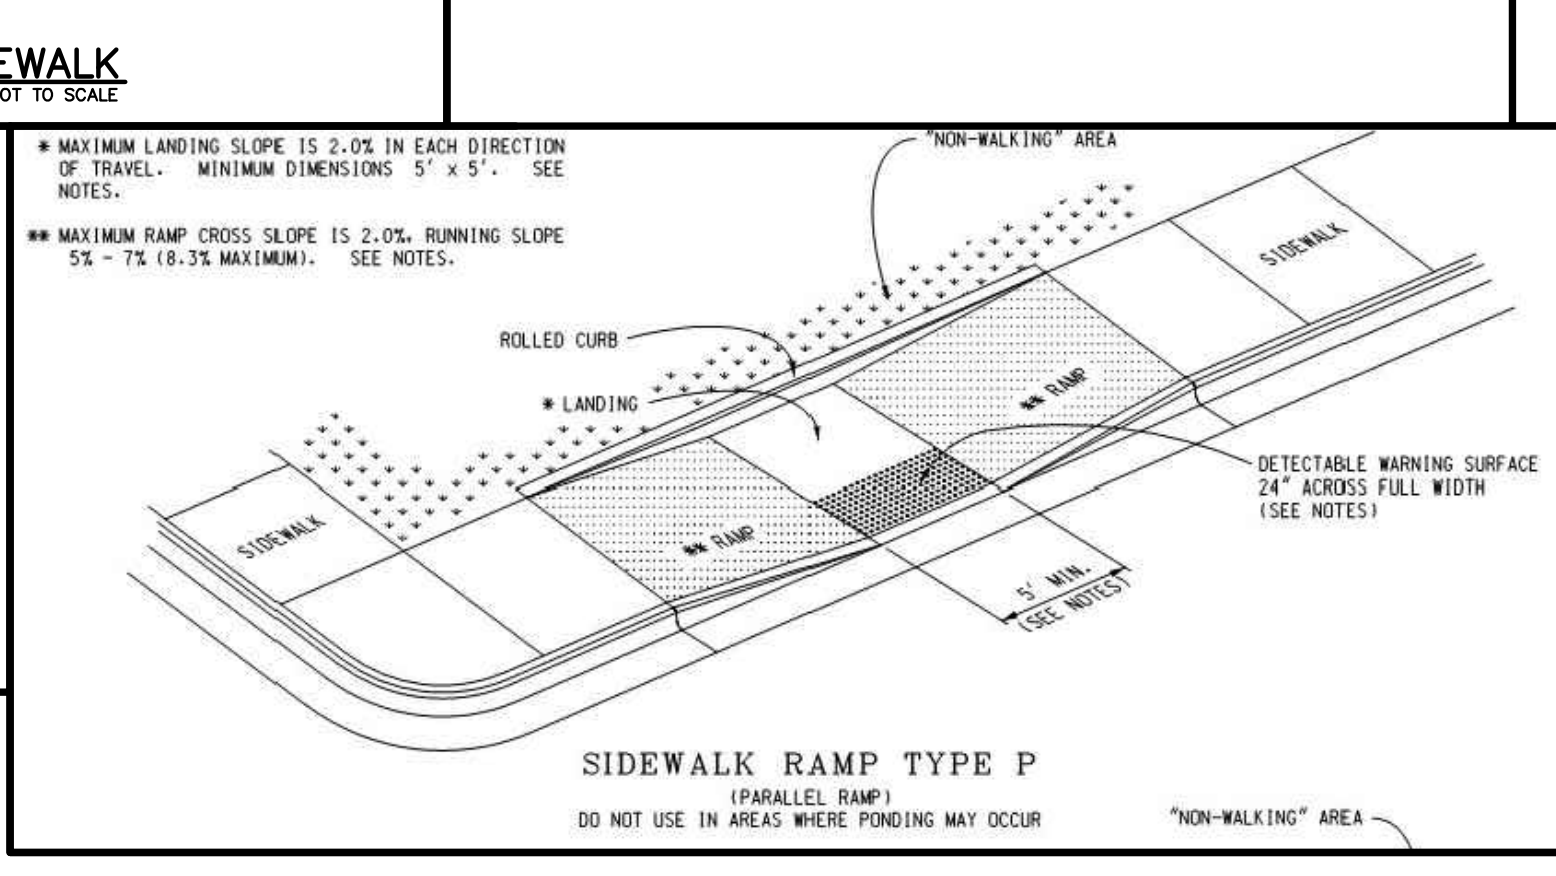 EWALK
OT TO SCALE
* MAXIMUM LANDING SLOPE IS 2.0% IN EACH DIRECTION
OF TRAVEL. MINIMUM DIMENSIONS 5' x 5'. SEE
NOTES.
** MAXIMUM RAMP CROSS SLOPE IS 2.0%, RUNNING SLOPE
5% - 7% (8.3% MAXIMUM). SEE NOTES.
"NON-WALKING" AREA
SIDEWALK
ROLLED CURB
* LANDING
** RAMP
DETECTABLE WARNING SURFACE
24" ACROSS FULL WIDTH
(SEE NOTES)
SIDEWALK
** RAMP
5' MIN.
(SEE NOTES)
SIDEWALK RAMP TYPE P
(PARALLEL RAMP)
DO NOT USE IN AREAS WHERE PONDING MAY OCCUR
"NON-WALKING" AREA